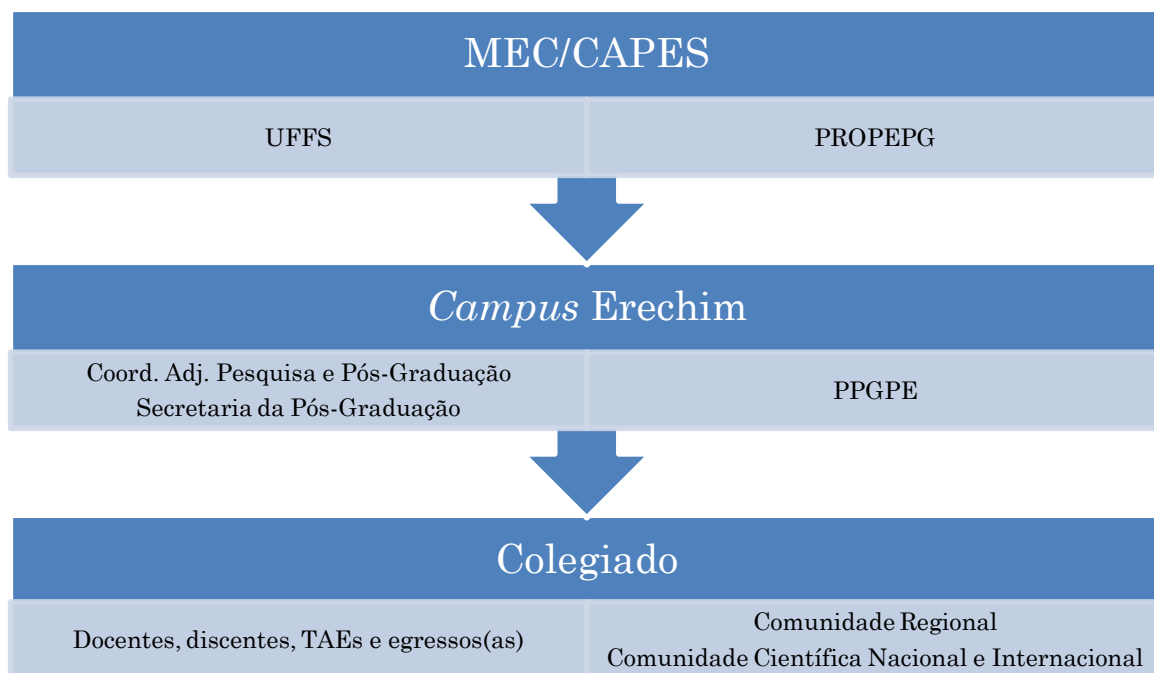 MEC/CAPES
UFFS
PROPEPG
Campus Erechim
Coord. Adj. Pesquisa e Pós-Graduação
Secretaria da Pós-Graduação
PPGPE
Colegiado
Docentes, discentes, TAEs e egressos(as)
Comunidade Regional
Comunidade Científica Nacional e Internacional